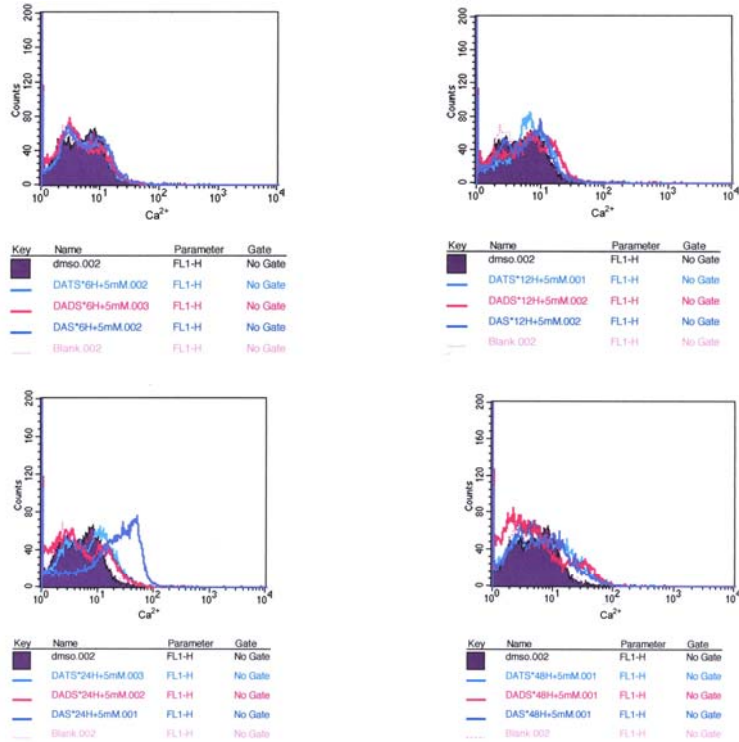 200
160
120
Counts
80
40
0
10^0 10^1 10^2 10^3 10^4
Ca2+
Key Name Parameter Gate
dmso.002 FL1-H No Gate
DATS*6H+5mM.002 FL1-H No Gate
DADS*6H+5mM.003 FL1-H No Gate
DAS*6H+5mM.002 FL1-H No Gate
Blank.002 FL1-H No Gate
200
160
120
Counts
80
40
0
10^0 10^1 10^2 10^3 10^4
Ca2+
Key Name Parameter Gate
dmso.002 FL1-H No Gate
DATS*12H+5mM.001 FL1-H No Gate
DADS*12H+5mM.002 FL1-H No Gate
DAS*12H+5mM.002 FL1-H No Gate
Blank.002 FL1-H No Gate
200
160
120
Counts
80
40
0
10^0 10^1 10^2 10^3 10^4
Ca2+
Key Name Parameter Gate
dmso.002 FL1-H No Gate
DATS*24H+5mM.003 FL1-H No Gate
DADS*24H+5mM.002 FL1-H No Gate
DAS*24H+5mM.001 FL1-H No Gate
Blank.002 FL1-H No Gate
200
160
120
Counts
80
40
0
10^0 10^1 10^2 10^3 10^4
Ca2+
Key Name Parameter Gate
dmso.002 FL1-H No Gate
DATS*48H+5mM.001 FL1-H No Gate
DADS*48H+5mM.001 FL1-H No Gate
DAS*48H+5mM.001 FL1-H No Gate
Blank.002 FL1-H No Gate